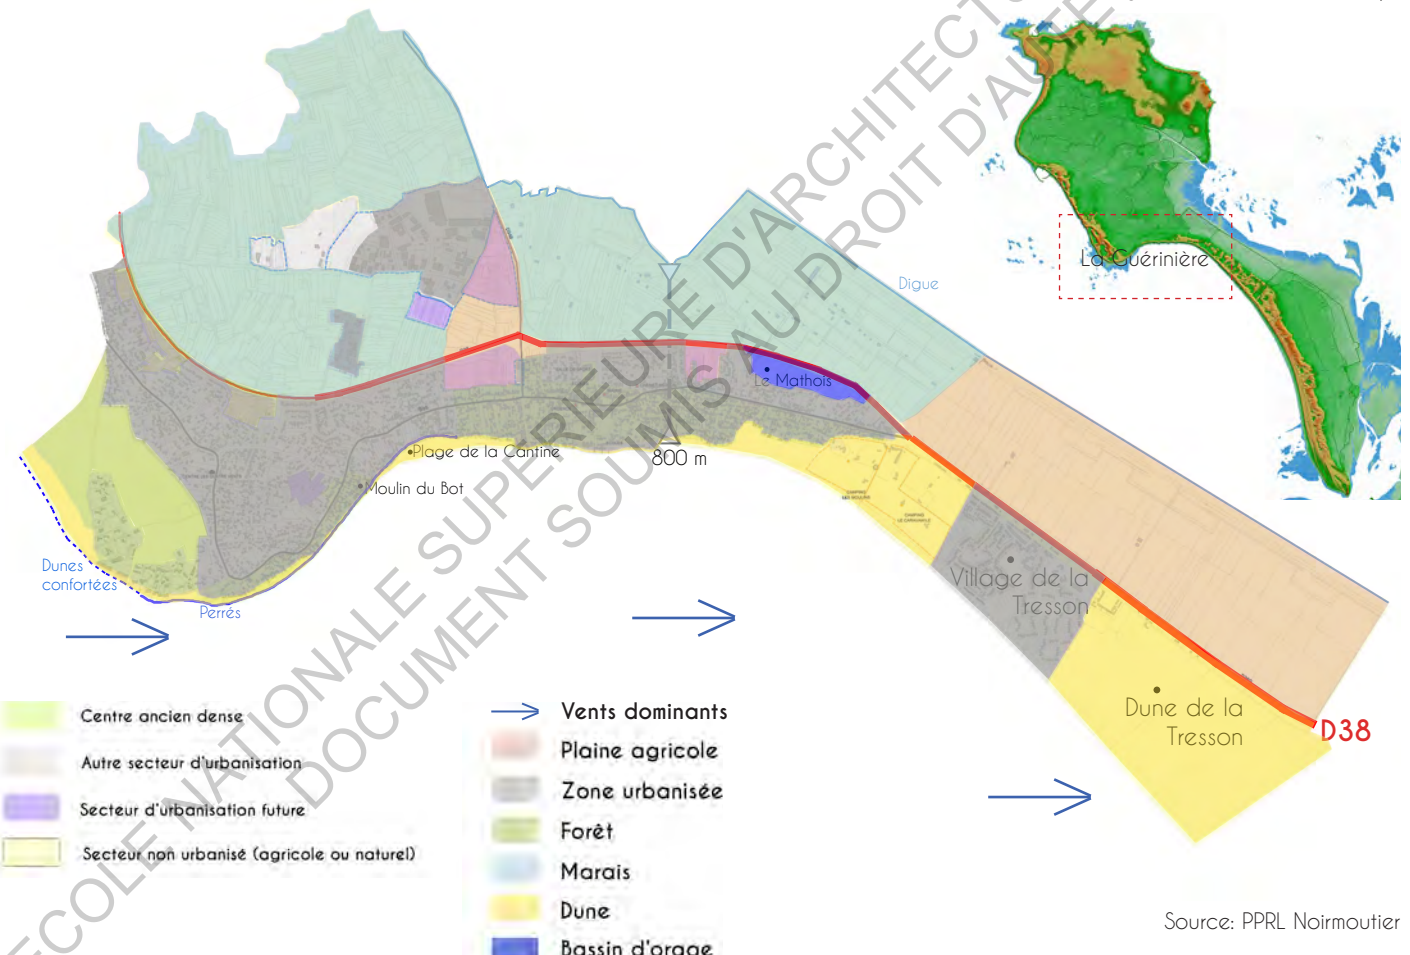 ECOLE NATIONALE SUPERIEURE D'ARCHITECTU
DOCUMENT SOUMIS AU DROIT D'AUTE
La Guérinière
Digue
Le Mathois
Plage de la Cantine
800 m
Moulin du Bot
Dunes
confortées
Perrés
Village de la
Tresson
Dune de la
Tresson
D38
Centre ancien dense
Autre secteur d'urbanisation
Secteur d'urbanisation future
Secteur non urbanisé (agricole ou naturel)
Vents dominants
Plaine agricole
Zone urbanisée
Forêt
Marais
Dune
Bassin d'orage
Source: PPRL Noirmoutier